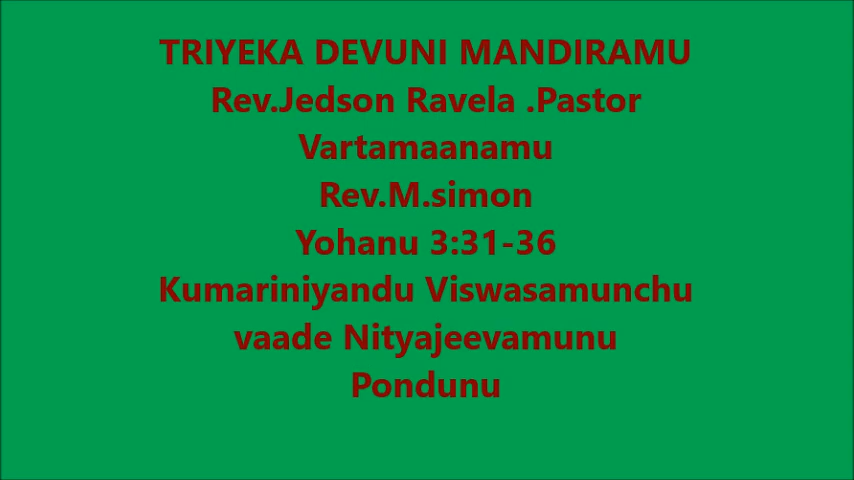 TRIYEKA DEVUNI MANDIRAMU
Rev.Jedson Ravela .Pastor
Vartamaanamu
Rev.M.simon
Yohanu 3:31-36
Kumariniyandu Viswasamunchu
vaade Nityajeevamunu
Pondunu